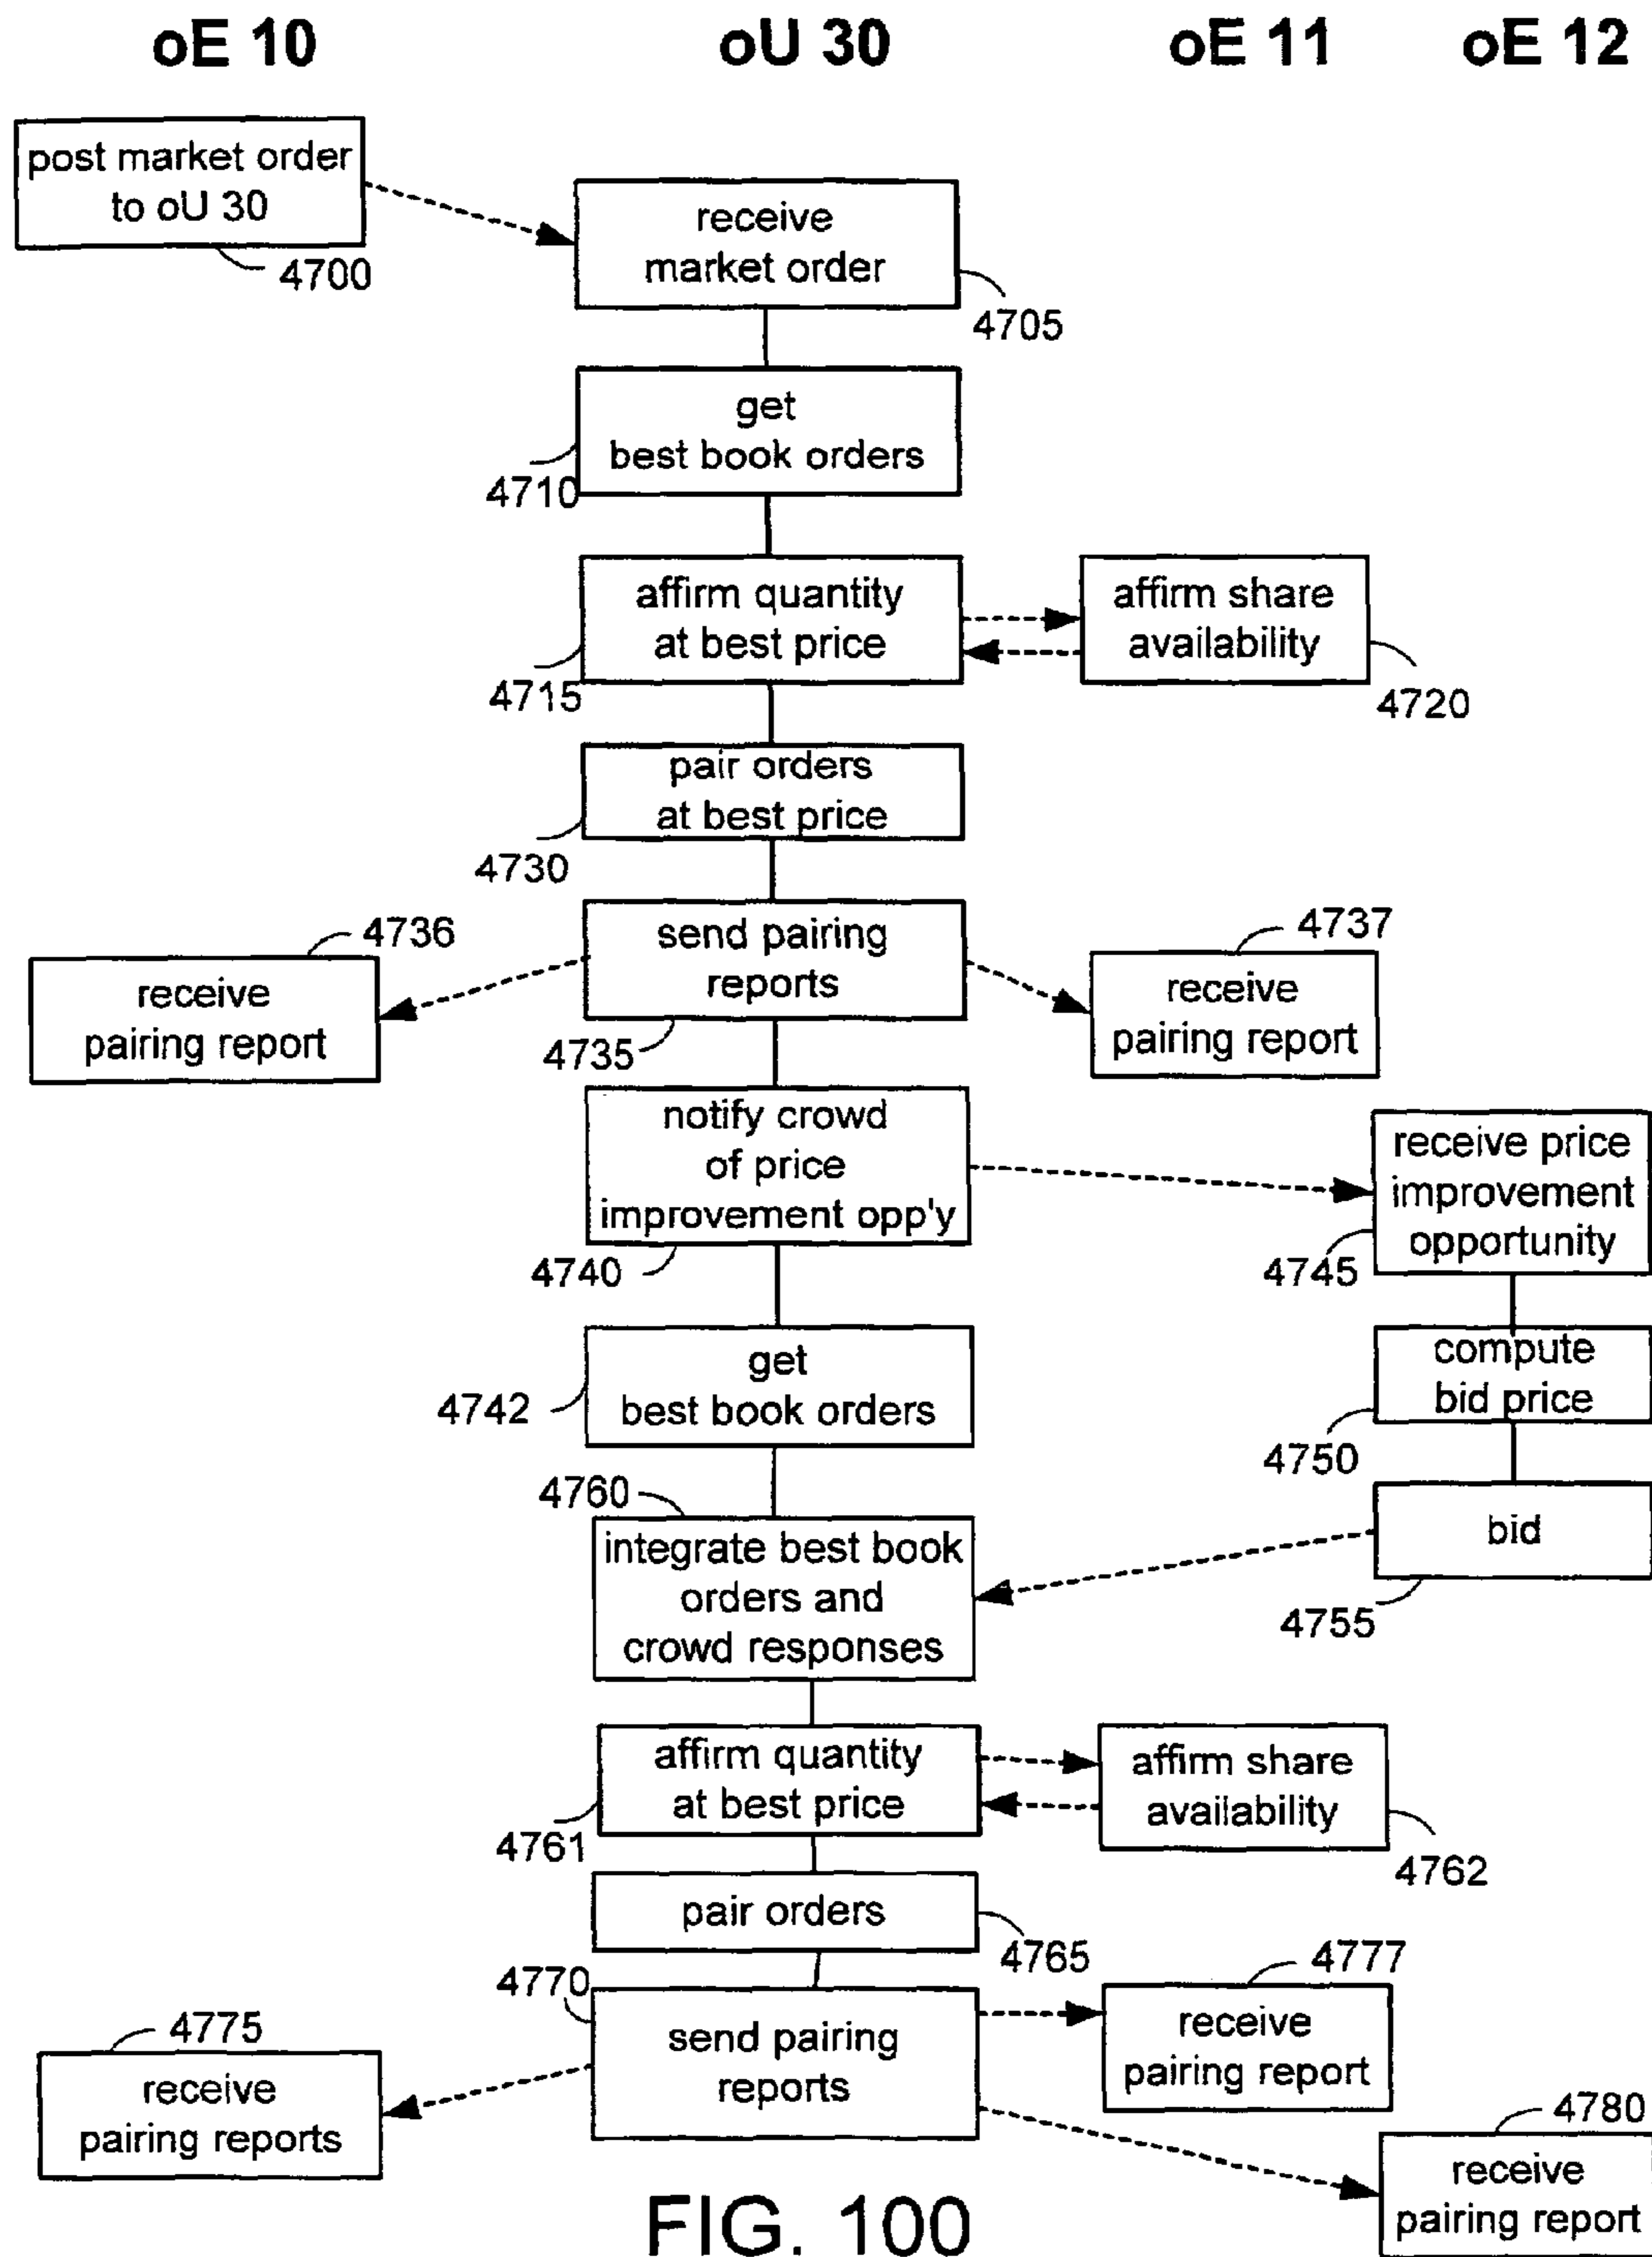 oE 10 oU 30 oE 11 oE 12
post market order
to oU 30
4700
receive
market order
4705
get
best book orders
4710
affirm quantity
at best price
4715
affirm share
availability
4720
pair orders
at best price
4730
send pairing
reports
4735
4736
receive
pairing report
4737
receive
pairing report
notify crowd
of price
improvement opp'y
4740
receive price
improvement
opportunity
4745
get
best book orders
4742
compute
bid price
4750
bid
4755
4760
integrate best book
orders and
crowd responses
affirm quantity
at best price
4761
affirm share
availability
4762
pair orders
4765
4770
send pairing
reports
4777
receive
pairing report
4775
receive
pairing reports
4780
receive
pairing report
FIG. 100